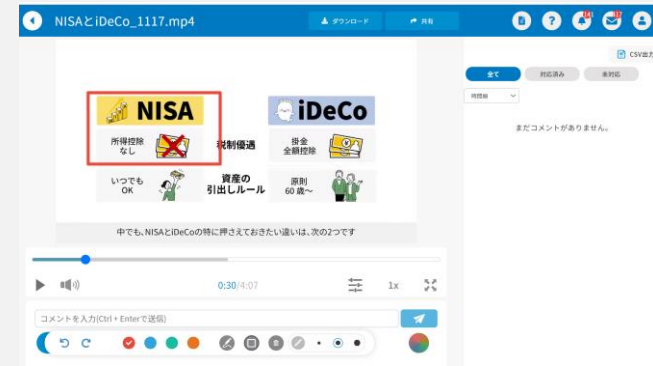 NISAとiDeCo_1117.mp4
ダウンロード
共有
CSV出力
全て
対応済み
未対応
時間順
まだコメントがありません。
NISA
iDeCo
所得控除
なし
税制優遇
掛金
全額控除
いつでも
OK
資産の
引出しルール
原則
60歳～
中でも、NISAとiDeCoの特に押さえておきたい違いは、次の2つです
0:30/4:07
1x
コメントを入力(Ctrl + Enterで送信)